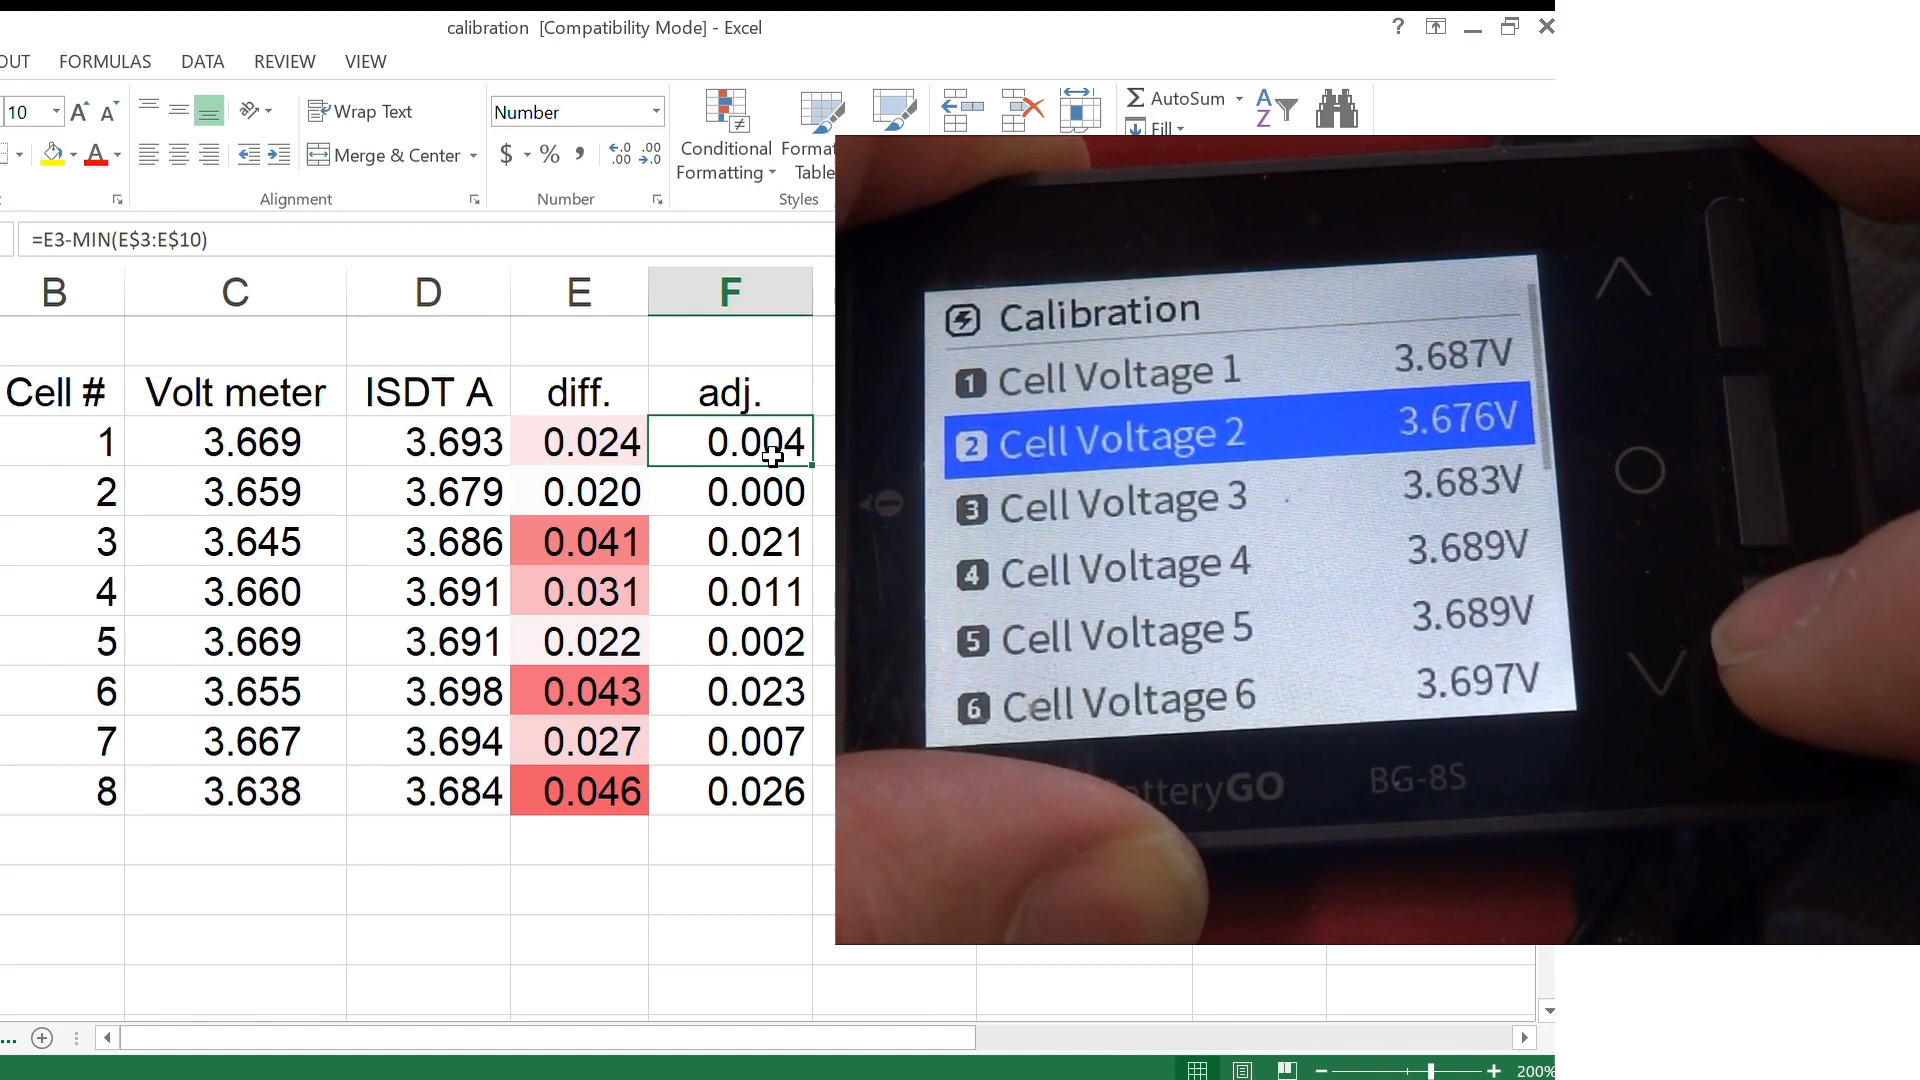 calibration [Compatibility Mode] - Excel
OUT FORMULAS DATA REVIEW VIEW
10 Wrap Text Number AutoSum
Fill
Merge & Center $ % Conditional Format
Formatting Table
Alignment Number Styles
=E3-MIN(E$3:E$10)
B C D E F
Cell # Volt meter ISDT A diff. adj.
1 3.669 3.693 0.024 0.004
2 3.659 3.679 0.020 0.000
3 3.645 3.686 0.041 0.021
4 3.660 3.691 0.031 0.011
5 3.669 3.691 0.022 0.002
6 3.655 3.698 0.043 0.023
7 3.667 3.694 0.027 0.007
8 3.638 3.684 0.046 0.026
Calibration
1 Cell Voltage 1 3.687V
2 Cell Voltage 2 3.676V
3 Cell Voltage 3 3.683V
4 Cell Voltage 4 3.689V
5 Cell Voltage 5 3.689V
6 Cell Voltage 6 3.697V
atteryGO BG-8S
200%